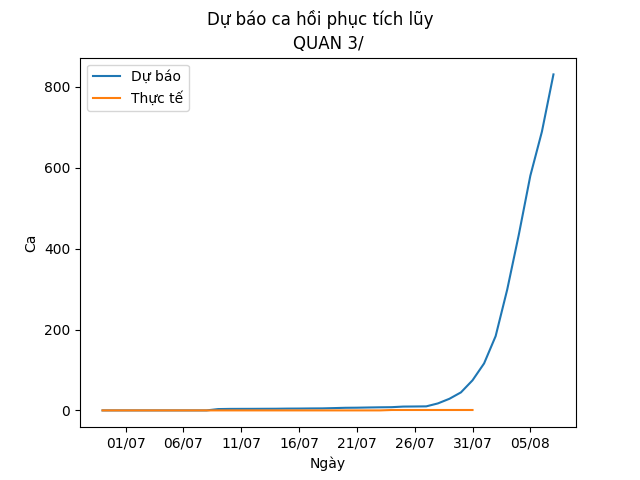 Dự báo ca hồi phục tích lũy
QUAN 3/
Dự báo
Thực tế
800
600
400
200
0
Ca
01/07 06/07 11/07 16/07 21/07 26/07 31/07 05/08
Ngày